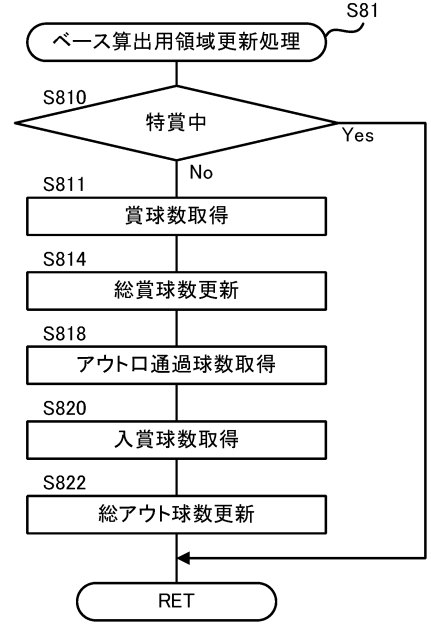 S81
ベース算出用領域更新処理
S810
特賞中
Yes
No
S811
賞球数取得
S814
総賞球数更新
S818
アウト口通過球数取得
S820
入賞球数取得
S822
総アウト球数更新
RET